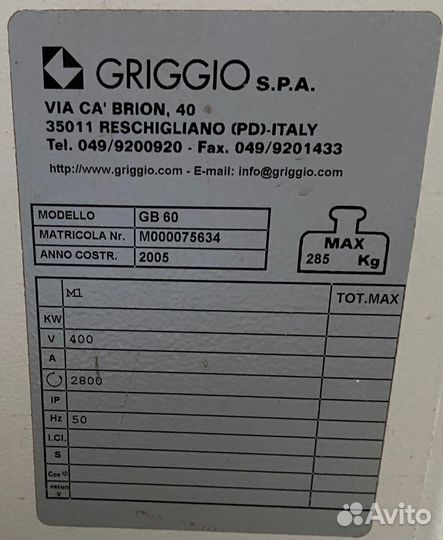 GRIGGIO S.P.A.
VIA CA' BRION, 40
35011 RESCHIGLIANO (PD)-ITALY
Tel. 049/9200920 - Fax. 049/9201433
http://www.griggio.com - E-mail: info@griggio.com
MODELLO GB 60
MATRICOLA Nr. M000075634
ANNO COSTR. 2005
MAX
285 Kg
M1 TOT.MAX
KW
V 400
A
2800
IP
Hz 50
I.Cl.
S
Cos φ
FRENO V
Avito